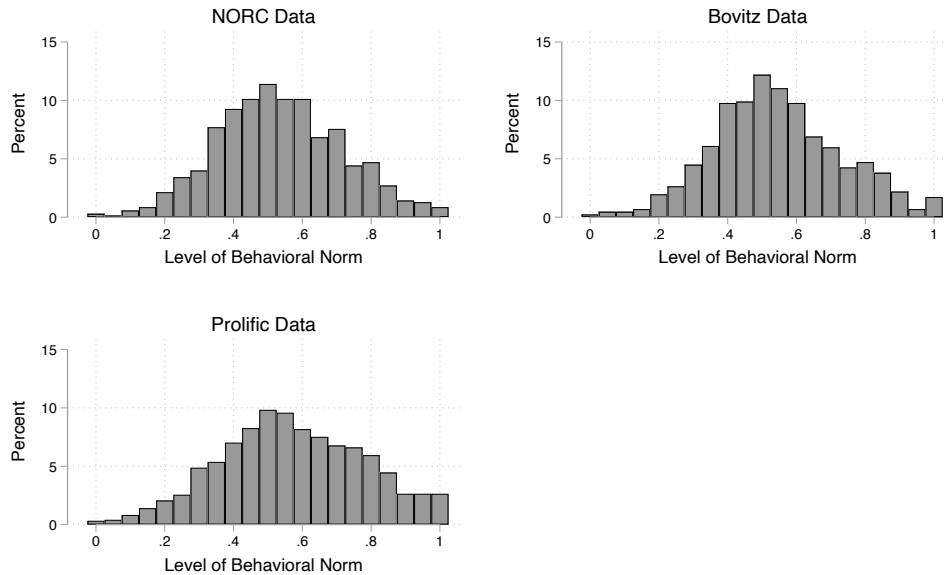 NORC Data
15
10
5
0
Percent
0 .2 .4 .6 .8 1
Level of Behavioral Norm
Bovitz Data
15
10
5
0
Percent
0 .2 .4 .6 .8 1
Level of Behavioral Norm
Prolific Data
15
10
5
0
Percent
0 .2 .4 .6 .8 1
Level of Behavioral Norm